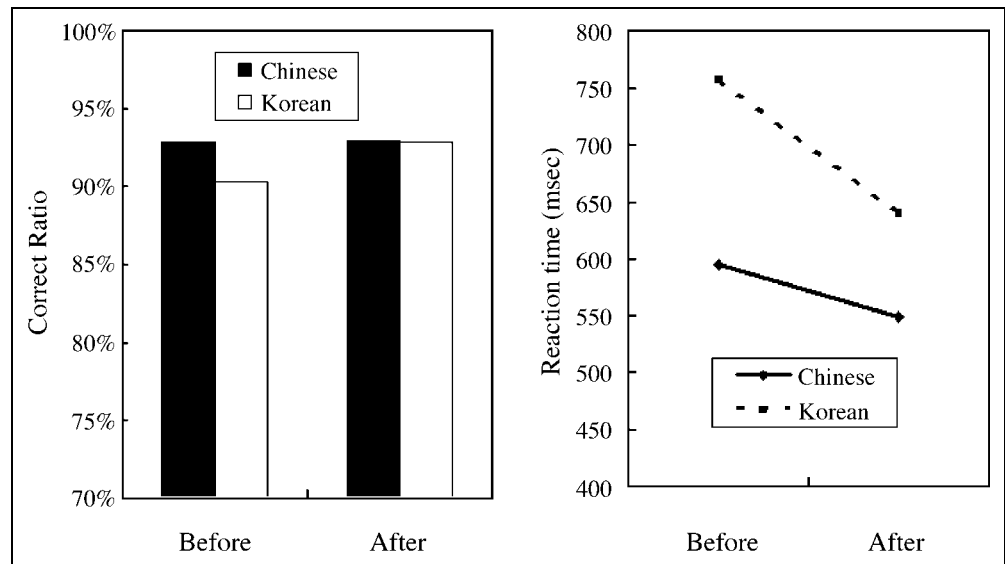 100%
95%
90%
85%
80%
75%
70%
Correct Ratio
Chinese
Korean
Before After
800
750
700
650
600
550
500
450
400
Reaction time (msec)
Chinese
Korean
Before After